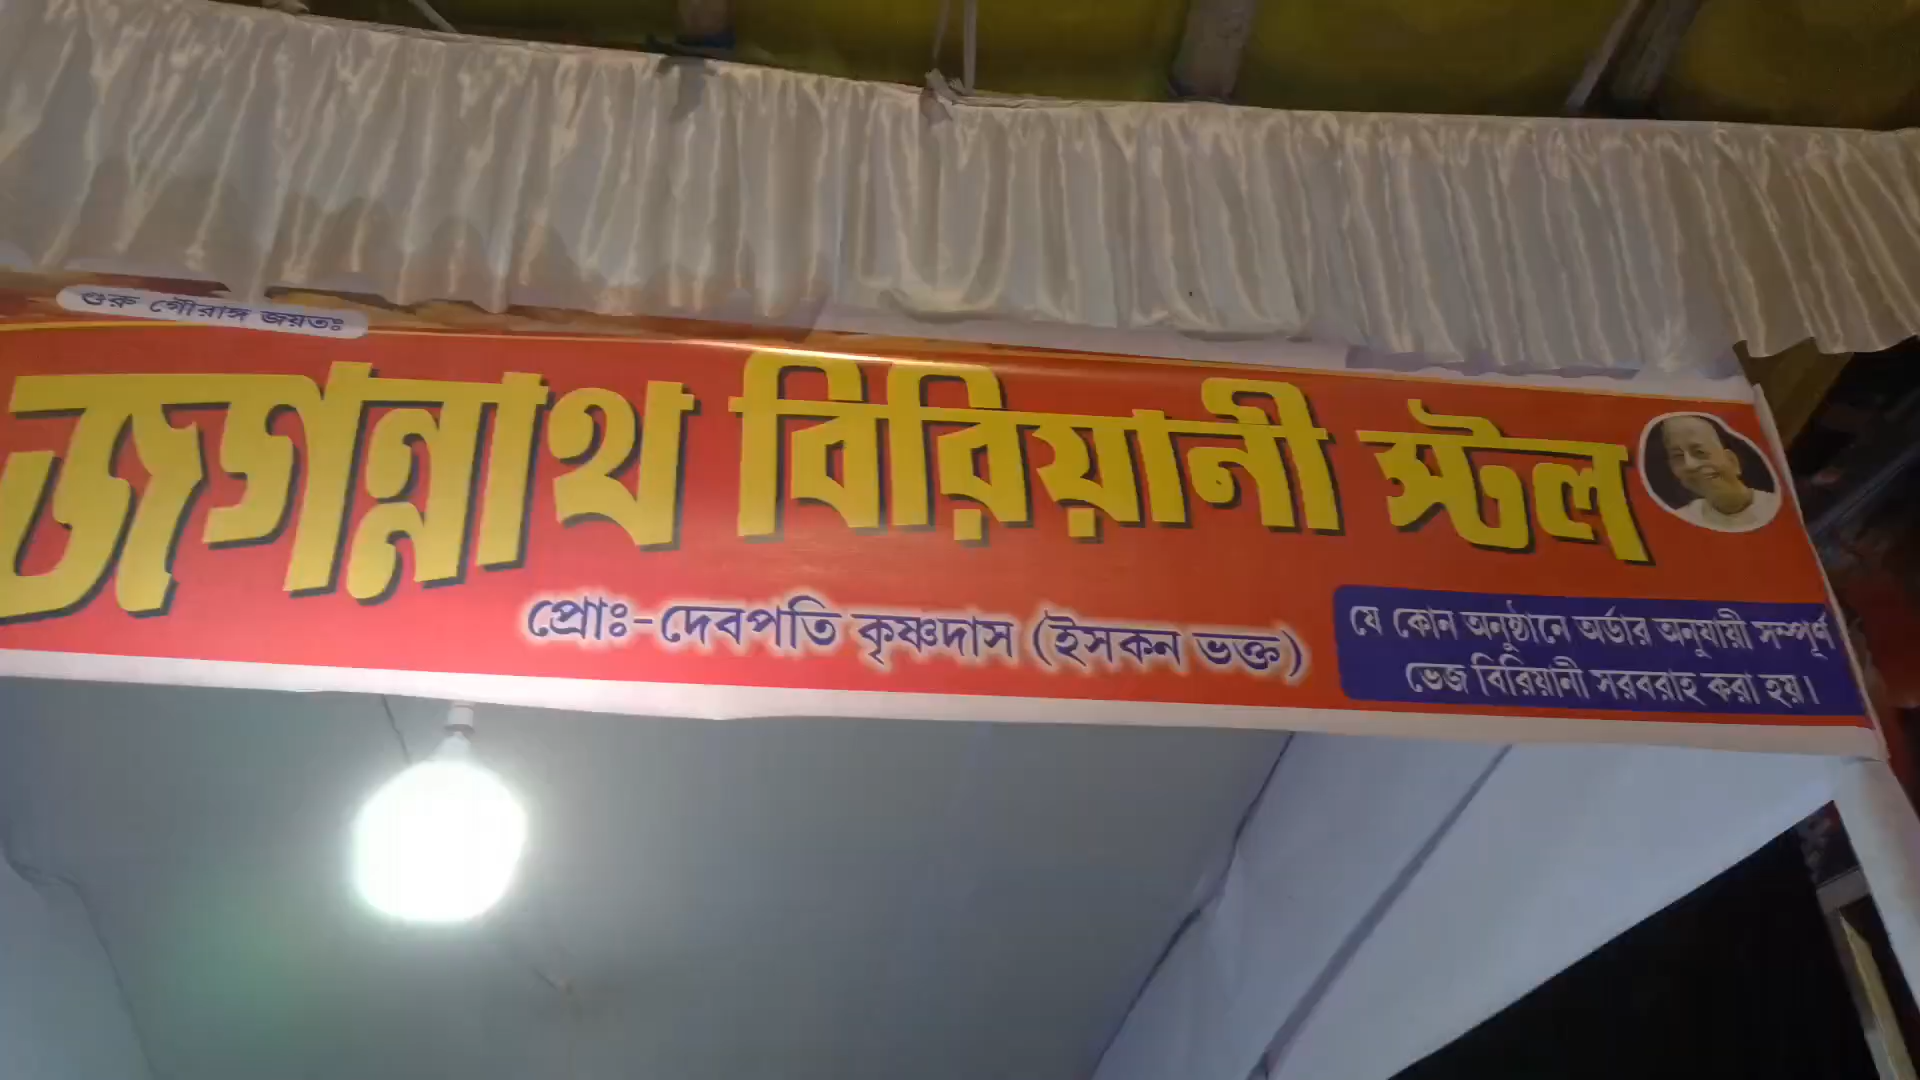 গুরু গৌরাঙ্গ জয়তঃ
জগন্নাথ বিরিয়ানী স্টল
প্রোঃ-দেবপতি কৃষ্ণদাস (ইসকন ভক্ত)
যে কোন অনুষ্ঠানে অর্ডার অনুযায়ী সম্পূর্ণ
ভেজ বিরিয়ানী সরবরাহ করা হয়।